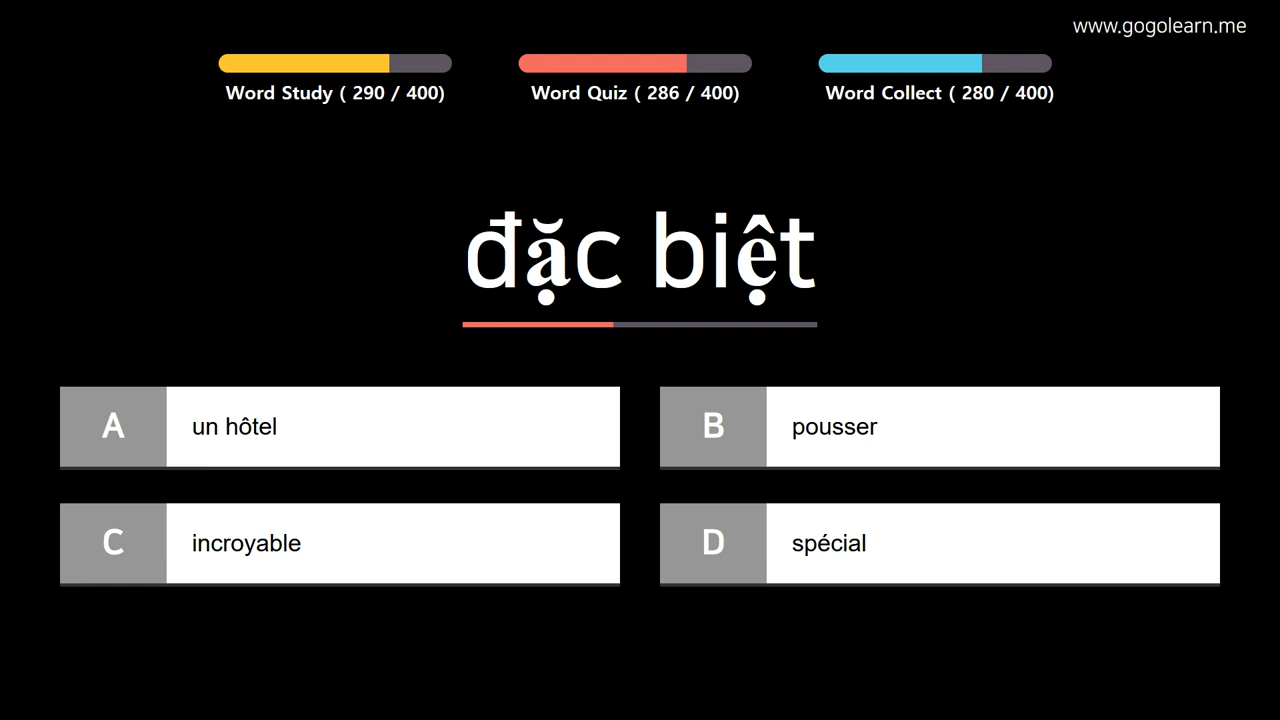 www.gogolearn.me
Word Study ( 290 / 400)
Word Quiz ( 286 / 400)
Word Collect ( 280 / 400)
đặc biệt
A un hôtel
B pousser
C incroyable
D spécial